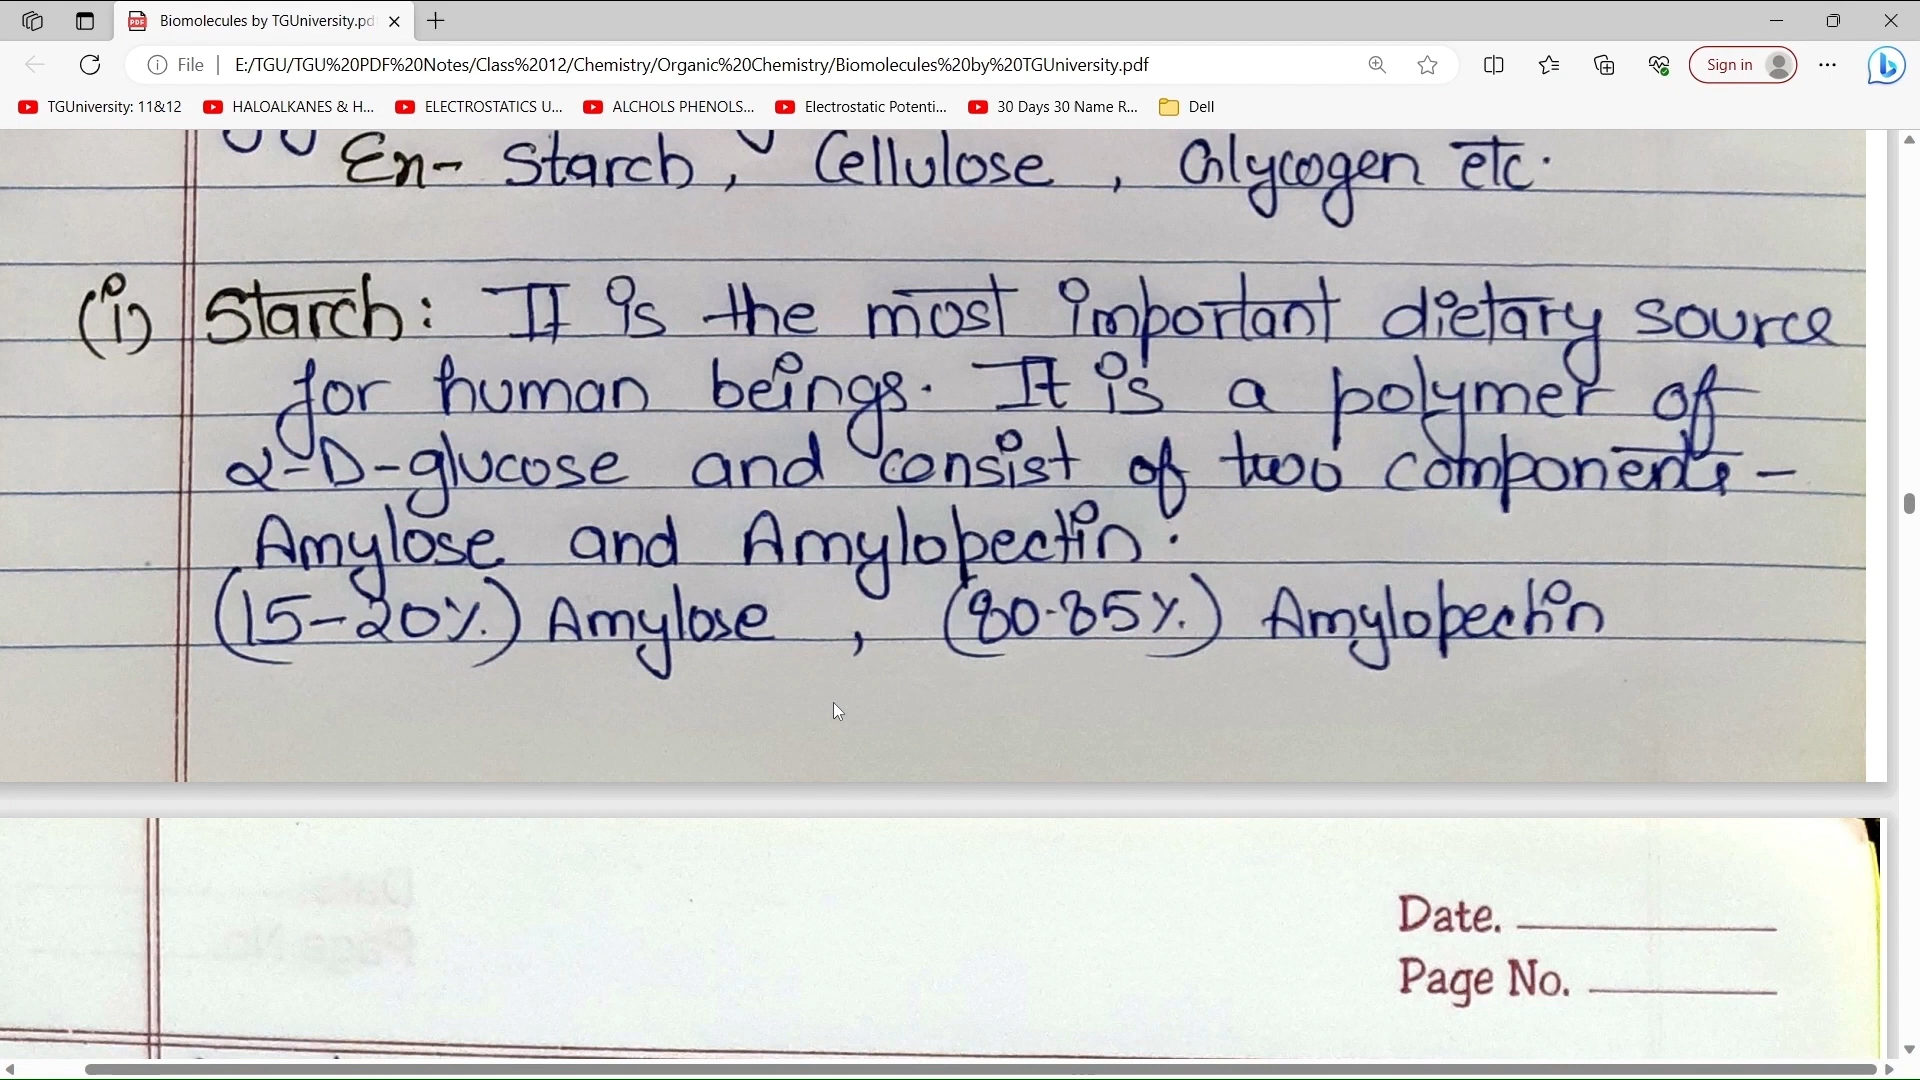 Biomolecules by TGUniversity.pd
File
E:/TGU/TGU%20PDF%20Notes/Class%2012/Chemistry/Organic%20Chemistry/Biomolecules%20by%20TGUniversity.pdf
Sign in
TGUniversity: 11&12
HALOALKANES & H...
ELECTROSTATICS U...
ALCHOLS PHENOLS...
Electrostatic Potenti...
30 Days 30 Name R...
Dell
Ex- Starch, Cellulose, Glycogen etc.
(i) Starch: It is the most important dietary source
for human beings. It is a polymer of
α-D-glucose and consist of two components-
Amylose and Amylopectin.
(15-20%) Amylose, (80-85%) Amylopectin
Date.
Page No.